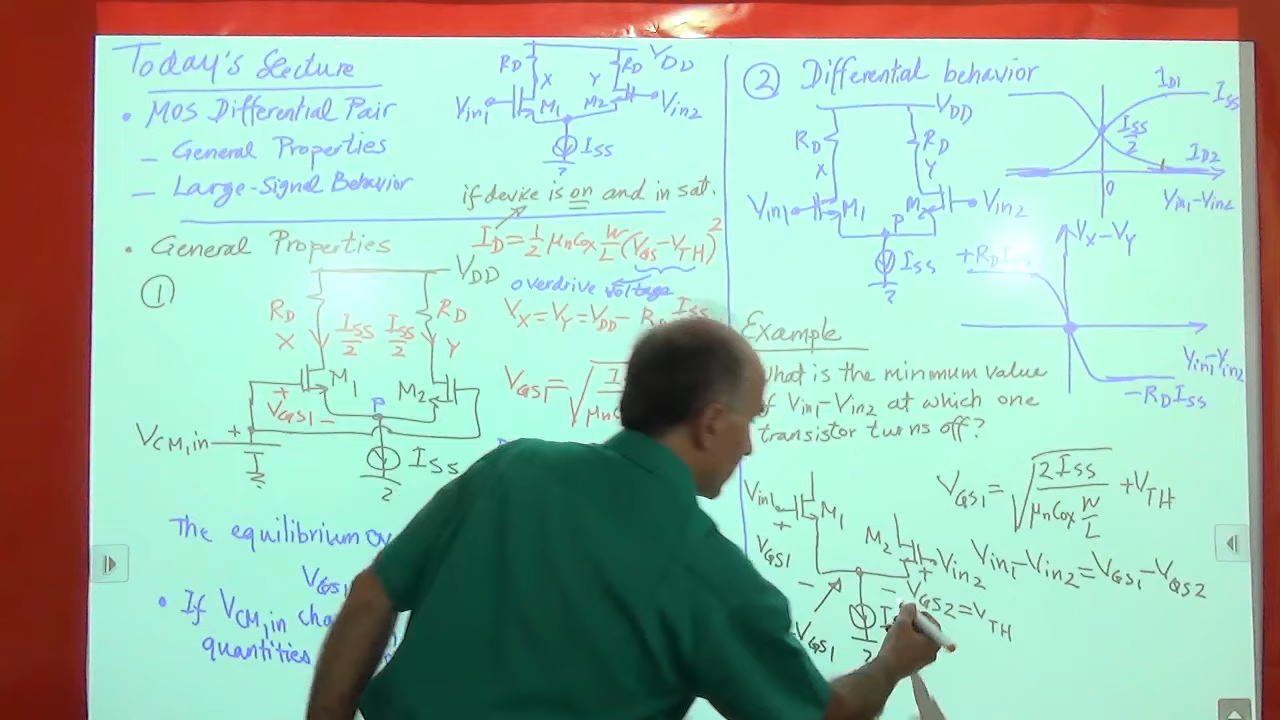 Today's Lecture
• MOS Differential Pair
– General Properties
– Large-Signal Behavior
VDD
RD
X
Y
RD
Vin1
M1
M2
Vin2
ISS
if device is on and in sat.
• General Properties
ID = 1/2 μnCox W/L (VGS – VTH)²
overdrive voltage
①
VDD
VX = VY = VDD – RD ISS
RD
ISS/2
ISS/2
RD
X
Y
M1
M2
+ VGS1 –
P
VCM,in +
ISS
VGS1 = √
μnCox
The equilibrium
VGS1
• If VCM,in
quantities
② Differential behavior
VDD
RD
RD
X
Y
Vin1
M1
M2
Vin2
P
ISS
ID1
ISS
ISS/2
ID2
0
Vin1–Vin2
VX–VY
+RD ISS
Vin1–Vin2
–RD ISS
Example
What is the minimum value
of Vin1–Vin2 at which one
transistor turns off?
VGS1 = √(2ISS / μnCox W/L) + VTH
Vin1
M1
+
VGS1
–
M2
Vin2
+
– VGS2 = VTH
Vin1 – Vin2 = VGS1 – VGS2
–VGS1